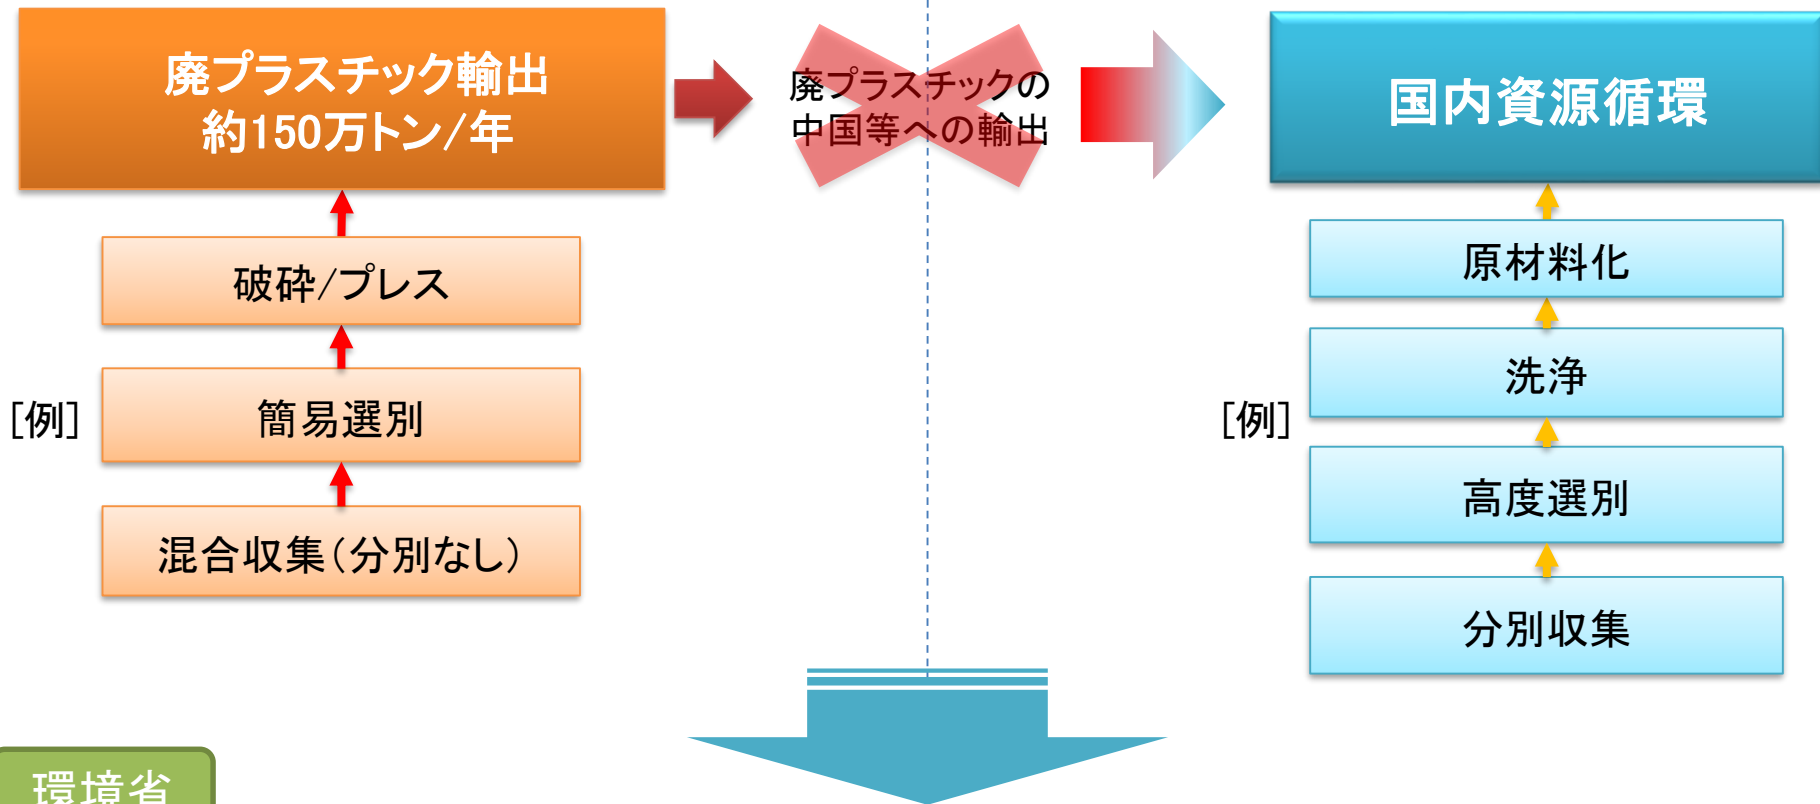 廃プラスチック輸出
約150万トン/年
廃プラスチックの
中国等への輸出
国内資源循環
破砕/プレス
簡易選別
混合収集(分別なし)
[例]
原材料化
洗浄
高度選別
分別収集
[例]
環境省